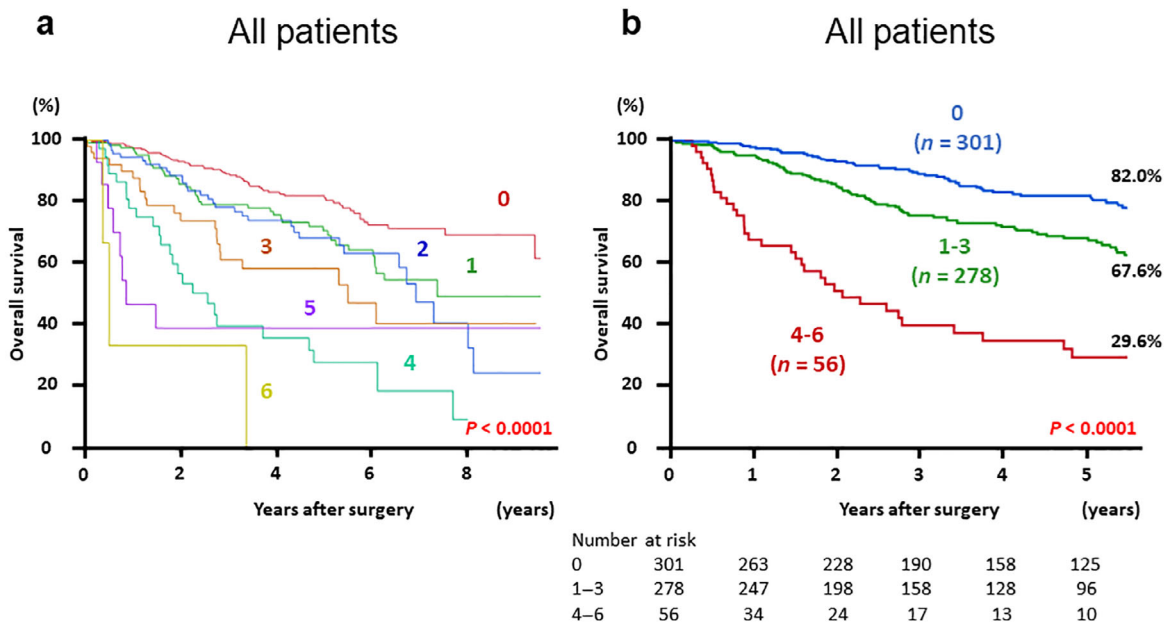 a
All patients
(%)
100
80
60
40
20
0
Overall survival
0
2
1
3
5
4
6
P < 0.0001
0 2 4 6 8
Years after surgery (years)
b
All patients
(%)
100
80
60
40
20
0
Overall survival
0
(n = 301)
82.0%
1-3
(n = 278)
67.6%
4-6
(n = 56)
29.6%
P < 0.0001
0 1 2 3 4 5
Years after surgery (years)
Number at risk
0 301 263 228 190 158 125
1–3 278 247 198 158 128 96
4–6 56 34 24 17 13 10